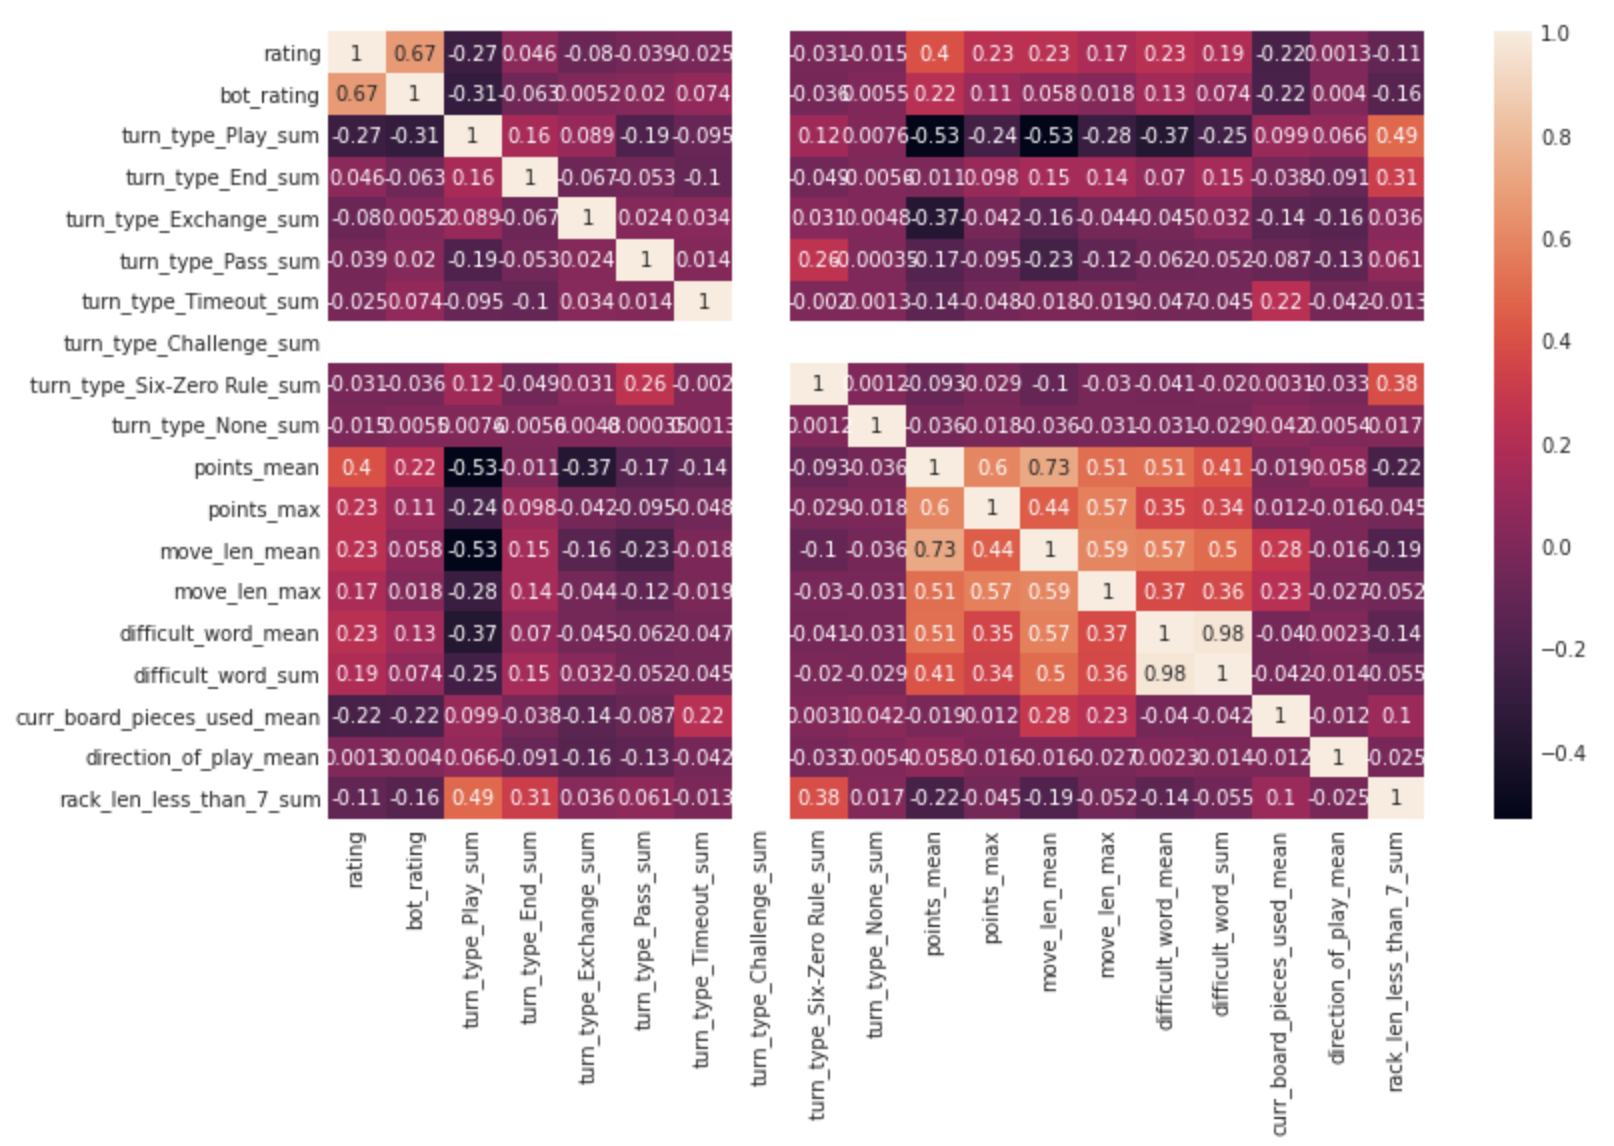 rating 1 0.67 -0.27 0.046 -0.08 -0.039 -0.025 -0.031 -0.015 0.4 0.23 0.23 0.17 0.23 0.19 -0.22 0.0013 -0.11 1.0
bot_rating 0.67 1 -0.31 -0.063 0.0052 0.02 0.074 -0.036 0.0055 0.22 0.11 0.058 0.018 0.13 0.074 -0.22 0.004 -0.16
turn_type_Play_sum -0.27 -0.31 1 0.16 0.089 -0.19 -0.095 0.12 0.0076 -0.53 -0.24 -0.53 -0.28 -0.37 -0.25 0.099 0.066 0.49 0.8
turn_type_End_sum 0.046 -0.063 0.16 1 -0.067 -0.053 -0.1 -0.049 0.0056 -0.011 0.098 0.15 0.14 0.07 0.15 -0.038 -0.091 0.31
turn_type_Exchange_sum -0.08 0.0052 0.089 -0.067 1 0.024 0.034 0.031 0.0048 -0.37 -0.042 -0.16 -0.044 -0.045 0.032 -0.14 -0.16 0.036 0.6
turn_type_Pass_sum -0.039 0.02 -0.19 -0.053 0.024 1 0.014 0.26 0.00035 -0.17 -0.095 -0.23 -0.12 -0.062 -0.052 -0.087 -0.13 0.061
turn_type_Timeout_sum -0.025 0.074 -0.095 -0.1 0.034 0.014 1 -0.002 0.0013 -0.14 -0.048 -0.018 -0.019 -0.047 -0.045 0.22 -0.042 -0.013
turn_type_Challenge_sum 0.4
turn_type_Six-Zero Rule_sum -0.031 -0.036 0.12 -0.049 0.031 0.26 -0.002 1 0.0012 -0.093 -0.029 -0.1 -0.03 -0.041 -0.02 0.0031 -0.033 0.38
turn_type_None_sum -0.015 0.0055 0.0076 0.0056 0.0048 0.00035 0.0013 0.0012 1 -0.036 -0.018 -0.036 -0.031 -0.031 -0.029 0.042 0.0054 0.017 0.2
points_mean 0.4 0.22 -0.53 -0.011 -0.37 -0.17 -0.14 -0.093 -0.036 1 0.6 0.73 0.51 0.51 0.41 -0.019 0.058 -0.22
points_max 0.23 0.11 -0.24 0.098 -0.042 -0.095 -0.048 -0.029 -0.018 0.6 1 0.44 0.57 0.35 0.34 0.012 -0.016 -0.045
move_len_mean 0.23 0.058 -0.53 0.15 -0.16 -0.23 -0.018 -0.1 -0.036 0.73 0.44 1 0.59 0.57 0.5 0.28 -0.016 -0.19 0.0
move_len_max 0.17 0.018 -0.28 0.14 -0.044 -0.12 -0.019 -0.03 -0.031 0.51 0.57 0.59 1 0.37 0.36 0.23 -0.027 -0.052
difficult_word_mean 0.23 0.13 -0.37 0.07 -0.045 -0.062 -0.047 -0.041 -0.031 0.51 0.35 0.57 0.37 1 0.98 -0.04 0.0023 -0.14 −0.2
difficult_word_sum 0.19 0.074 -0.25 0.15 0.032 -0.052 -0.045 -0.02 -0.029 0.41 0.34 0.5 0.36 0.98 1 -0.042 -0.014 -0.055
curr_board_pieces_used_mean -0.22 -0.22 0.099 -0.038 -0.14 -0.087 0.22 0.0031 0.042 -0.019 0.012 0.28 0.23 -0.04 -0.042 1 -0.012 0.1
direction_of_play_mean 0.0013 0.004 0.066 -0.091 -0.16 -0.13 -0.042 -0.033 0.0054 0.058 -0.016 -0.016 -0.027 0.0023 -0.014 -0.012 1 -0.025 −0.4
rack_len_less_than_7_sum -0.11 -0.16 0.49 0.31 0.036 0.061 -0.013 0.38 0.017 -0.22 -0.045 -0.19 -0.052 -0.14 -0.055 0.1 -0.025 1
rating
bot_rating
turn_type_Play_sum
turn_type_End_sum
turn_type_Exchange_sum
turn_type_Pass_sum
turn_type_Timeout_sum
turn_type_Challenge_sum
turn_type_Six-Zero Rule_sum
turn_type_None_sum
points_mean
points_max
move_len_mean
move_len_max
difficult_word_mean
difficult_word_sum
curr_board_pieces_used_mean
direction_of_play_mean
rack_len_less_than_7_sum